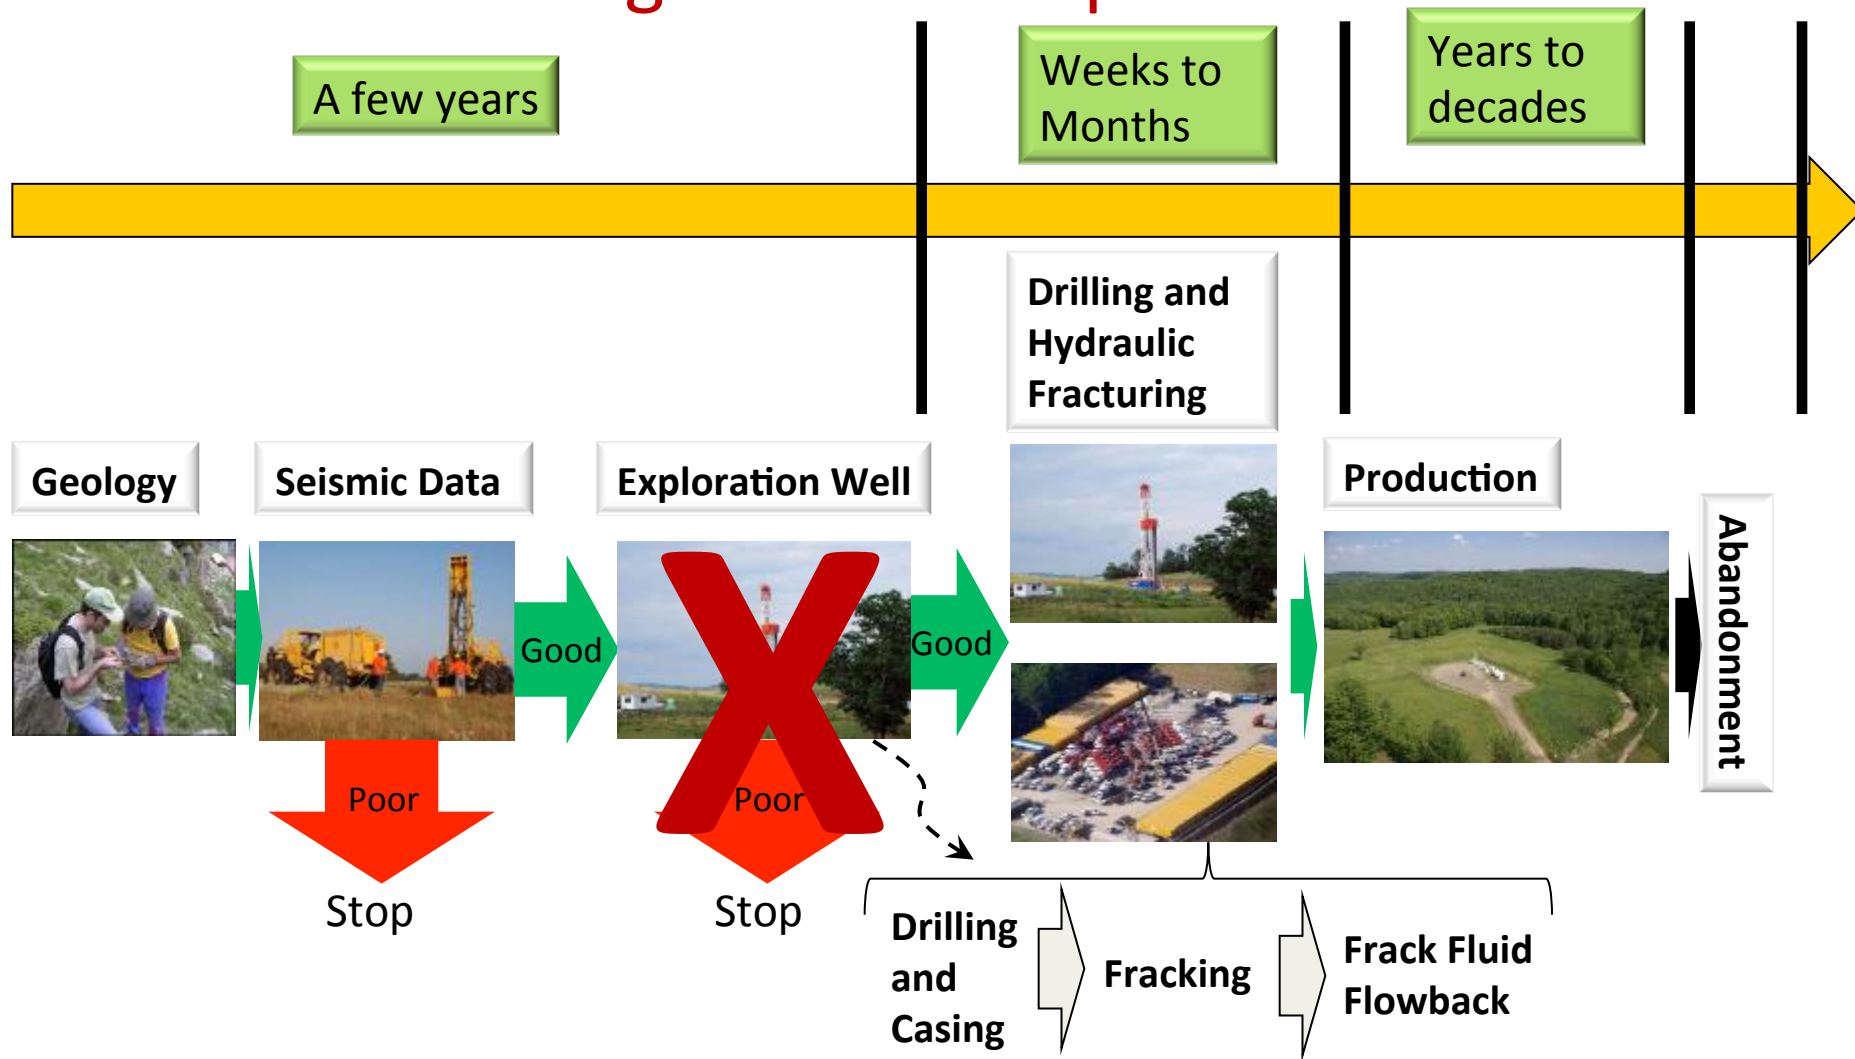 A few years
Weeks to
Months
Years to
decades
Drilling and
Hydraulic
Fracturing
Geology
Seismic Data
Exploration Well
Production
Abandonment
Good
Good
Poor
Poor
Stop
Stop
Drilling
and
Casing
Fracking
Frack Fluid
Flowback